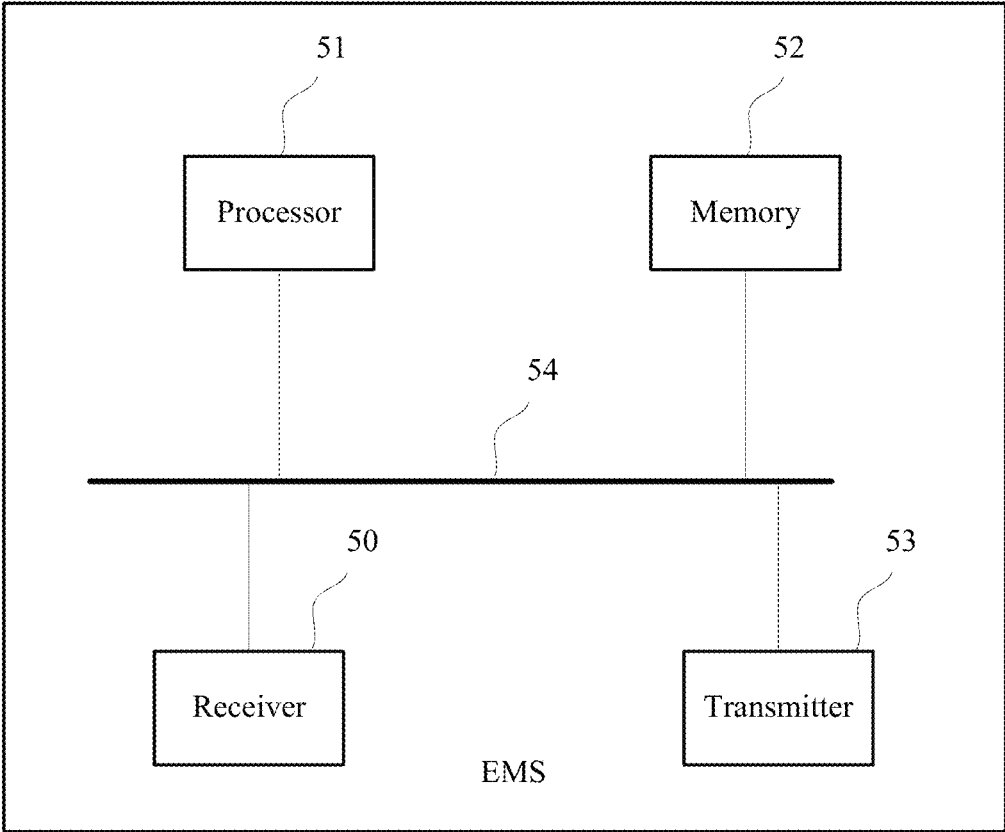 51
52
Processor
Memory
54
50
53
Receiver
Transmitter
EMS